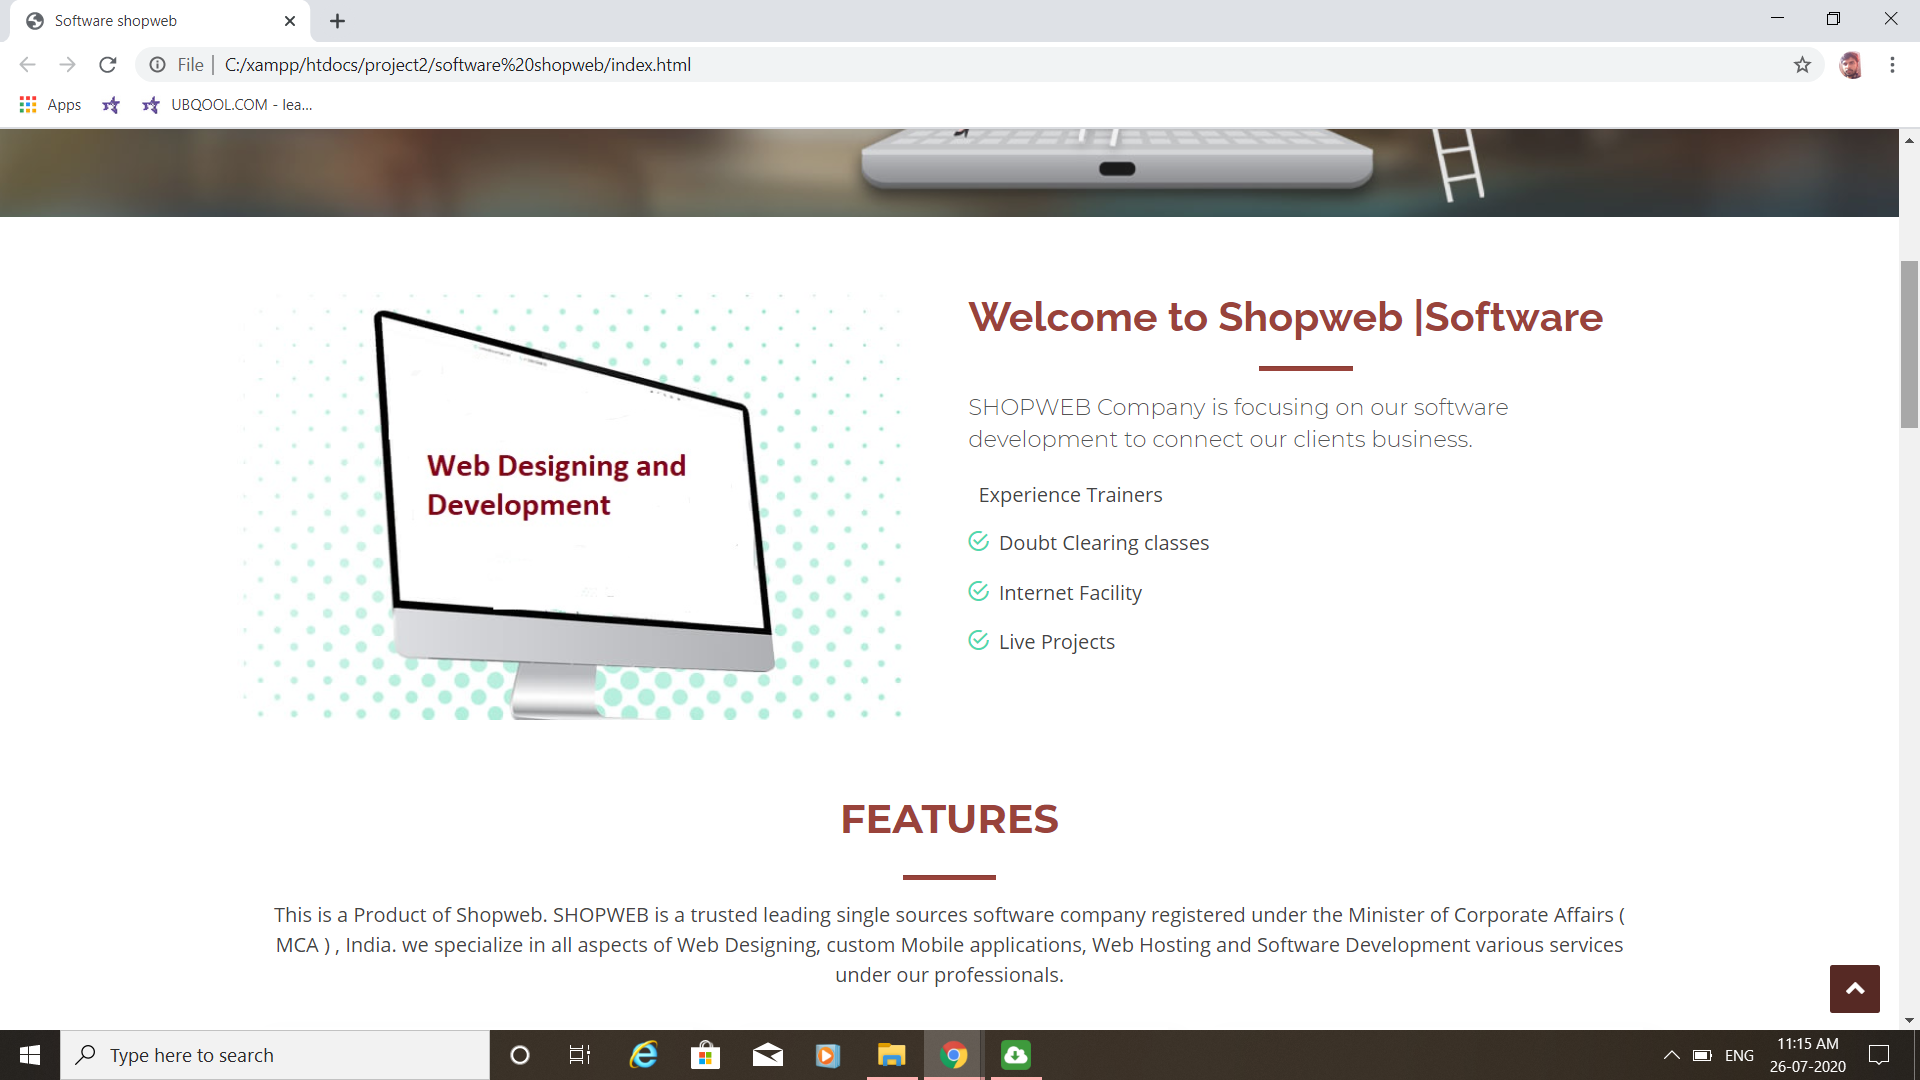 Software shopweb
File | C:/xampp/htdocs/project2/software%20shopweb/index.html
Apps UBQOOL.COM - lea...
Welcome to Shopweb |Software
SHOPWEB Company is focusing on our software
development to connect our clients business.
Experience Trainers
Doubt Clearing classes
Internet Facility
Live Projects
Web Designing and
Development
FEATURES
This is a Product of Shopweb. SHOPWEB is a trusted leading single sources software company registered under the Minister of Corporate Affairs (
MCA ) , India. we specialize in all aspects of Web Designing, custom Mobile applications, Web Hosting and Software Development various services
under our professionals.
Type here to search
ENG
11:15 AM
26-07-2020